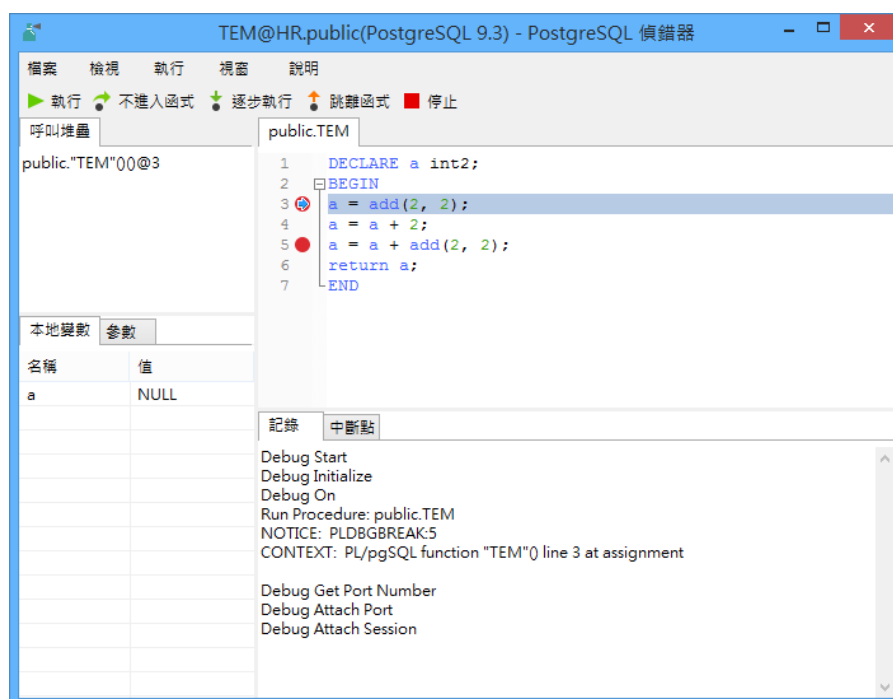 TEM@HR.public(PostgreSQL 9.3) - PostgreSQL 偵錯器
檔案 檢視 執行 視窗 說明
執行 不進入函式 逐步執行 跳離函式 停止
呼叫堆疊
public."TEM"()()@3
public.TEM
1 DECLARE a int2;
2 BEGIN
3 a = add(2, 2);
4 a = a + 2;
5 a = a + add(2, 2);
6 return a;
7 END
本地變數 參數
名稱 值
a NULL
記錄 中斷點
Debug Start
Debug Initialize
Debug On
Run Procedure: public.TEM
NOTICE: PLDBGBREAK:5
CONTEXT: PL/pgSQL function "TEM"() line 3 at assignment
Debug Get Port Number
Debug Attach Port
Debug Attach Session